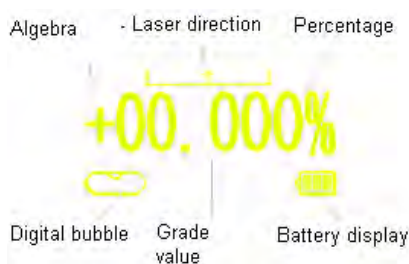 Algebra - Laser direction Percentage
+00. 000%
Digital bubble Grade value Battery display